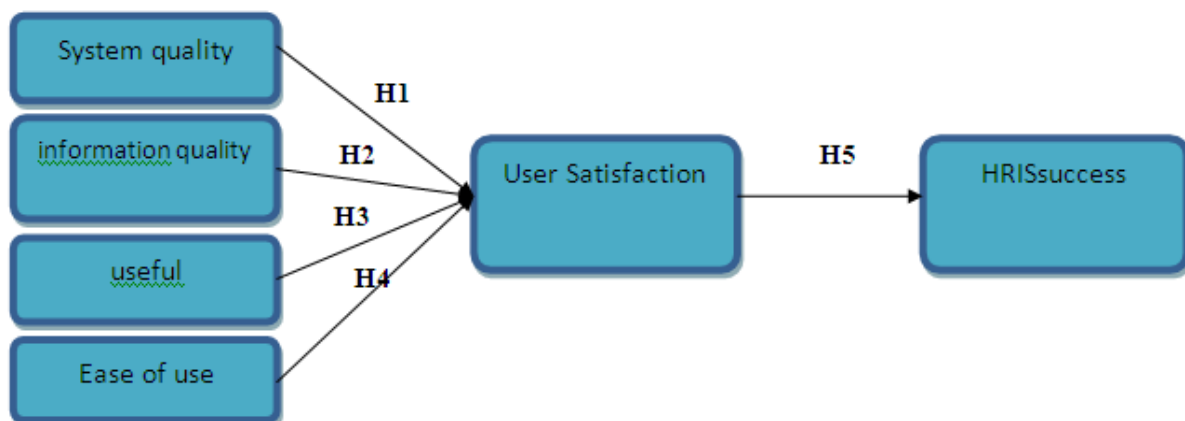 System quality
H1
information quality
H2
User Satisfaction
H5
HRISsuccess
H3
useful
H4
Ease of use